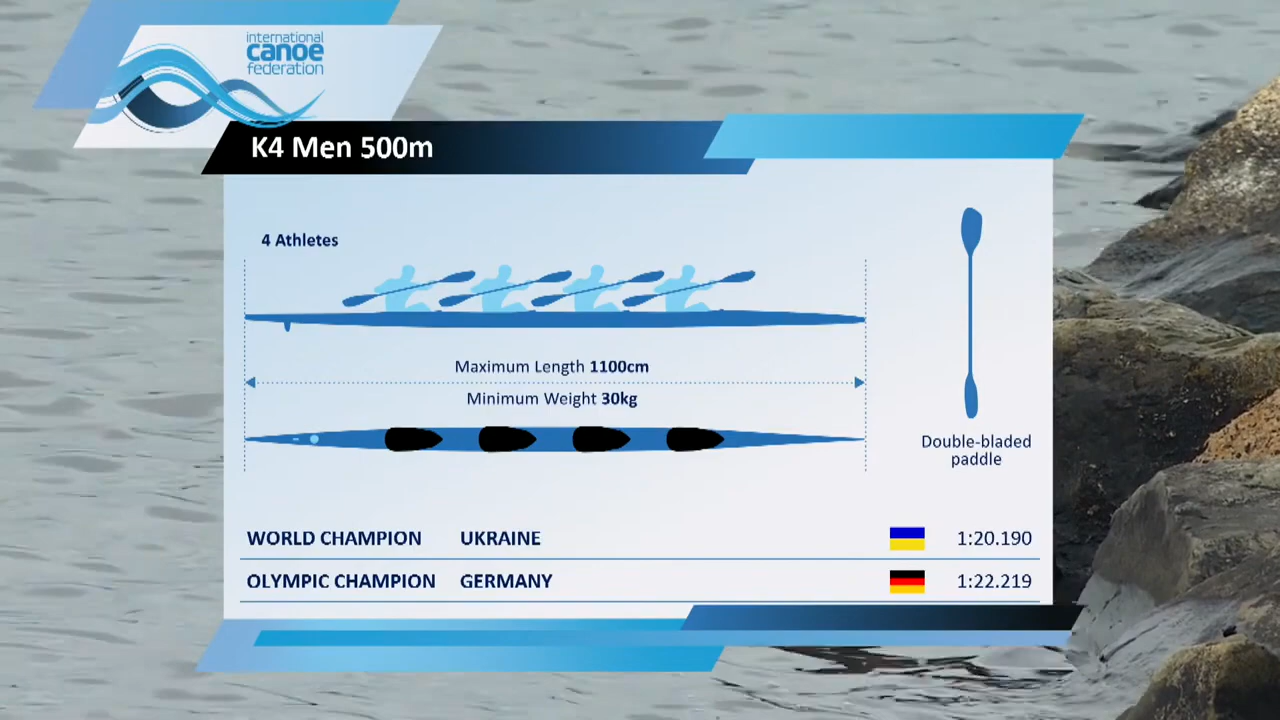 international
canoe
federation
K4 Men 500m
4 Athletes
Maximum Length 1100cm
Minimum Weight 30kg
Double-bladed
paddle
WORLD CHAMPION UKRAINE 1:20.190
OLYMPIC CHAMPION GERMANY 1:22.219